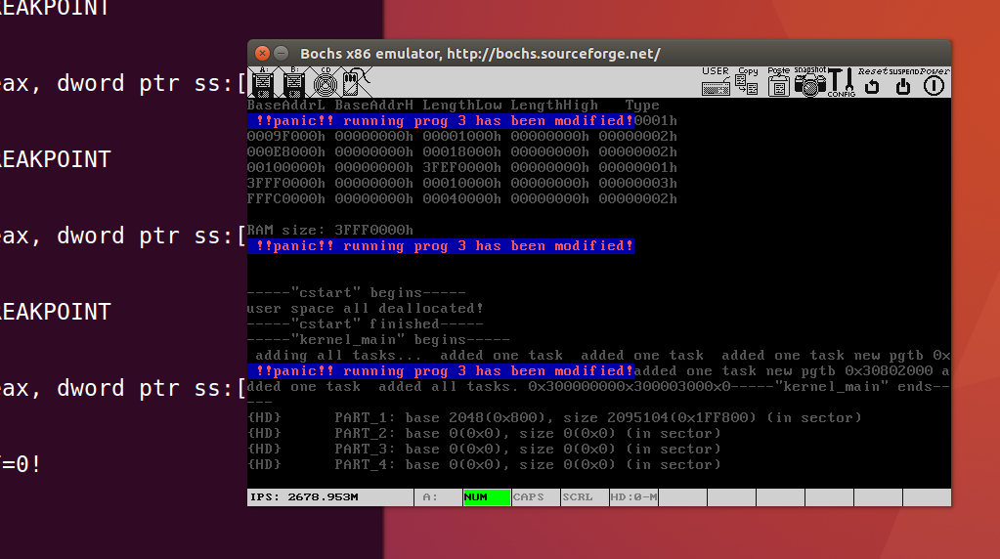 EAKPOINT
eax, dword ptr ss:[
EAKPOINT
eax, dword ptr ss:[
EAKPOINT
eax, dword ptr ss:[
=0!
Bochs x86 emulator, http://bochs.sourceforge.net/
A: B: CD USER Copy Paste snapshot CONFIG Reset SUSPEND Power
BaseAddrL BaseAddrH LengthLow LengthHigh   Type
!!panic!! running prog 3 has been modified!0001h
0009F000h 00000000h 00001000h 00000000h 00000002h
000E8000h 00000000h 00018000h 00000000h 00000002h
00100000h 00000000h 3FEF0000h 00000000h 00000001h
3FFF0000h 00000000h 00010000h 00000000h 00000003h
FFFC0000h 00000000h 00040000h 00000000h 00000002h
RAM size: 3FFF0000h
!!panic!! running prog 3 has been modified!
-----"cstart" begins-----
user space all deallocated!
-----"cstart" finished-----
-----"kernel_main" begins-----
adding all tasks...  added one task  added one task  added one task new pgtb 0x
!!panic!! running prog 3 has been modified!added one task new pgtb 0x30802000 a
dded one task  added all tasks. 0x300000000x300003000x0-----"kernel_main" ends--
---
{HD}      PART_1: base 2048(0x800), size 2095104(0x1FF800) (in sector)
{HD}      PART_2: base 0(0x0), size 0(0x0) (in sector)
{HD}      PART_3: base 0(0x0), size 0(0x0) (in sector)
{HD}      PART_4: base 0(0x0), size 0(0x0) (in sector)
IPS: 2678.953M A: NUM CAPS SCRL HD:0-M